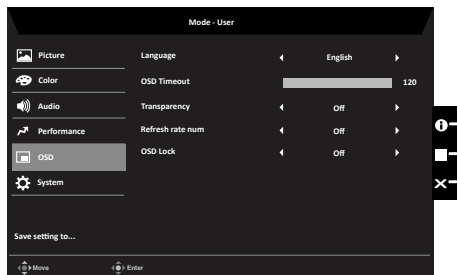 Mode - User
Picture
Color
Audio
Performance
OSD
System
Language English
OSD Timeout 120
Transparency Off
Refresh rate num Off
OSD Lock Off
Save setting to...
Move Enter